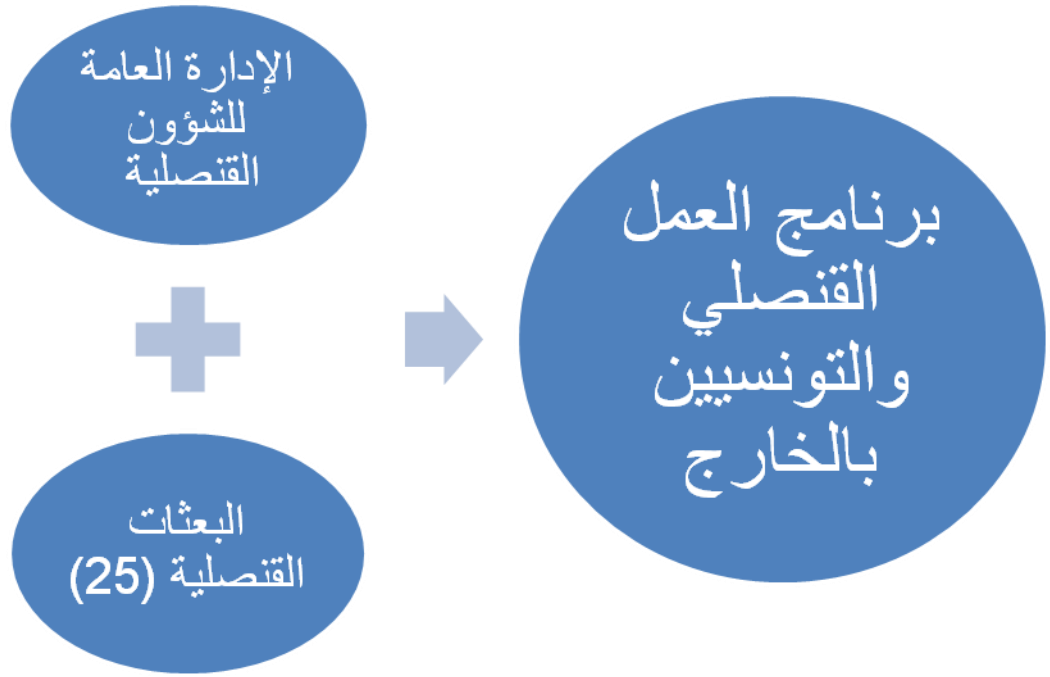 الإدارة العامة
للشؤون
القنصلية
البعثات
القنصلية (25)
برنامج العمل
القنصلي
والتونسيين
بالخارج